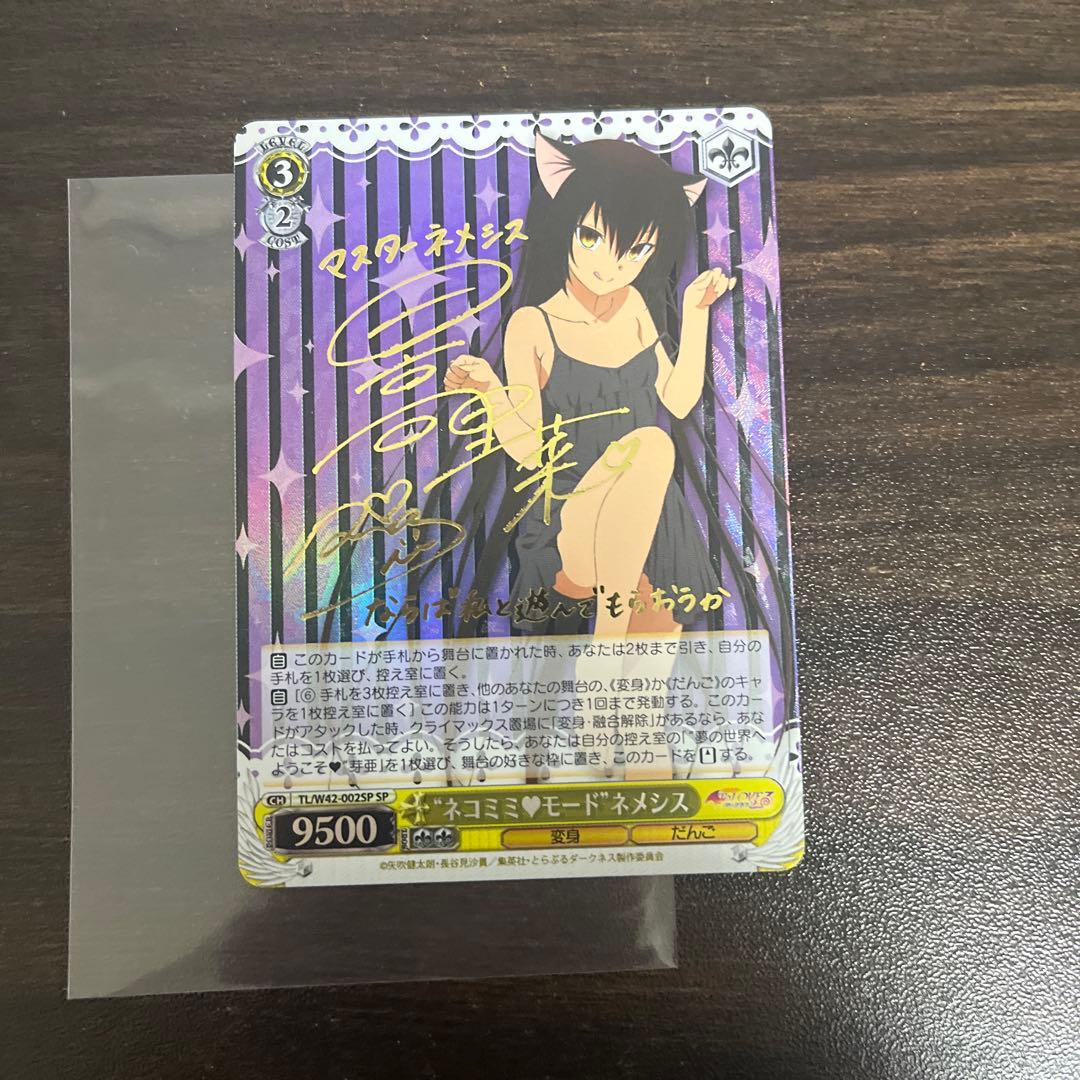 LEVEL
3
2
COST
マスターネメシス
ならば私と遊んでもらおうか
自 このカードが手札から舞台に置かれた時、あなたは2枚まで引き、自分の
手札を1枚選び、控え室に置く。
自 [⑥ 手札を3枚控え室に置き、他のあなたの舞台の、《変身》か《だんご》のキャ
ラを1枚控え室に置く] この能力は1ターンにつき1回まで発動する。このカー
ドがアタックした時、クライマックス置場に「変身・融合解除」があるなら、あな
たはコストを払ってよい。そうしたら、あなたは自分の控え室の「"夢の世界へ
ようこそ♥"芽亜」を1枚選び、舞台の好きな枠に置き、このカードを する。
CH TL/W42-002SP SP
"ネコミミ♥モード"ネメシス
POWER
9500
SOUL
変身
だんご
©矢吹健太朗・長谷見沙貴/集英社・とらぶるダークネス製作委員会